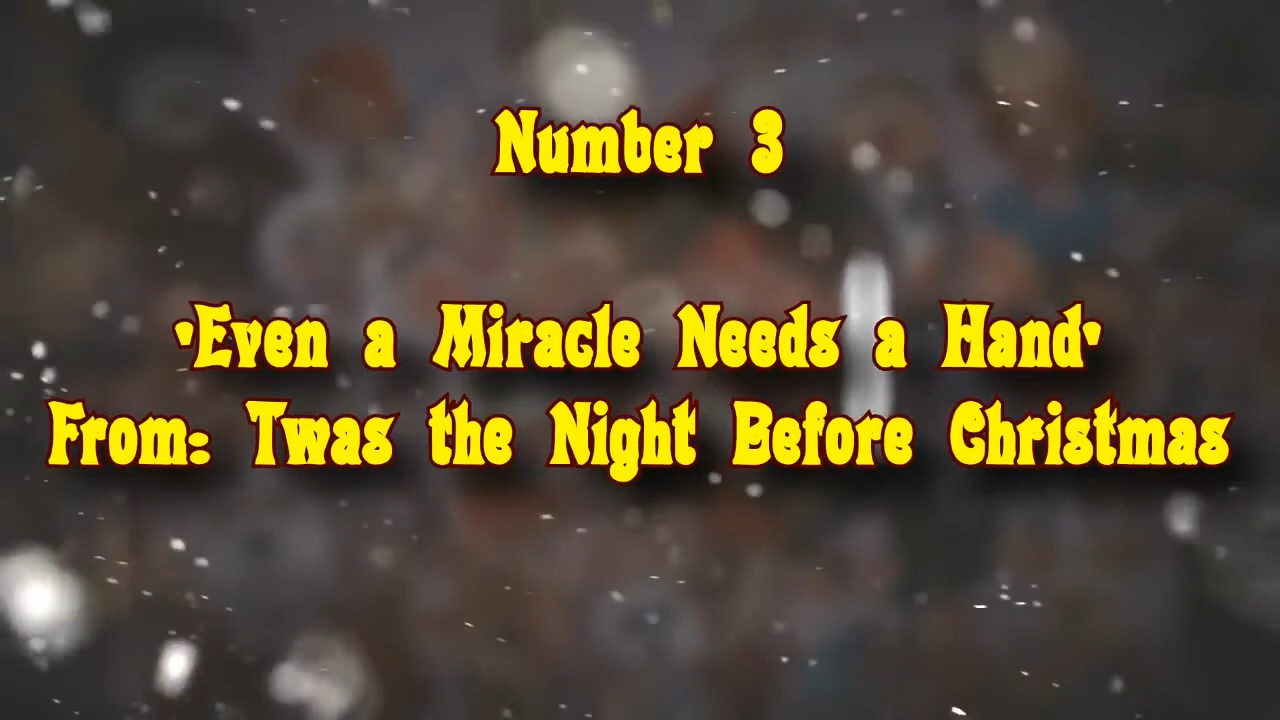 Number 3
'Even a Miracle Needs a Hand'
From: Twas the Night Before Christmas